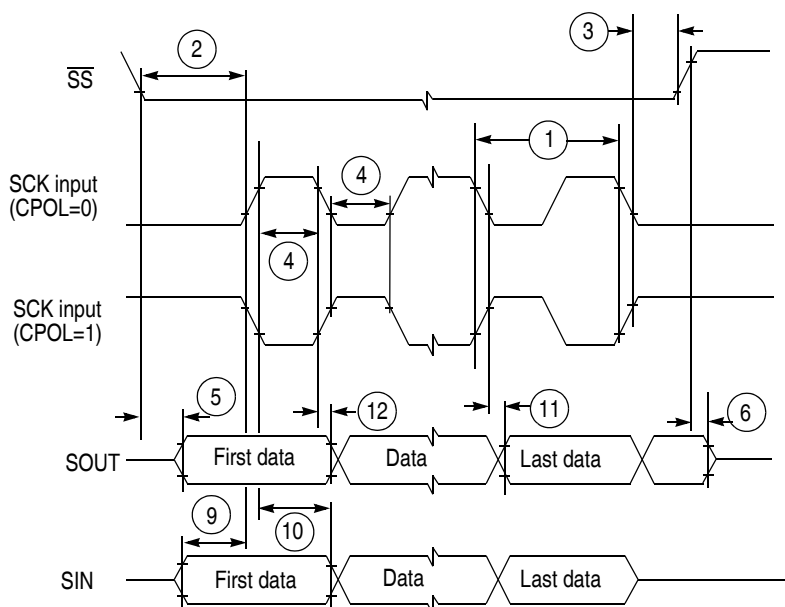 3
2
SS
1
SCK input
(CPOL=0)
4
4
SCK input
(CPOL=1)
5
12
11
6
SOUT
First data
Data
Last data
9
10
SIN
First data
Data
Last data